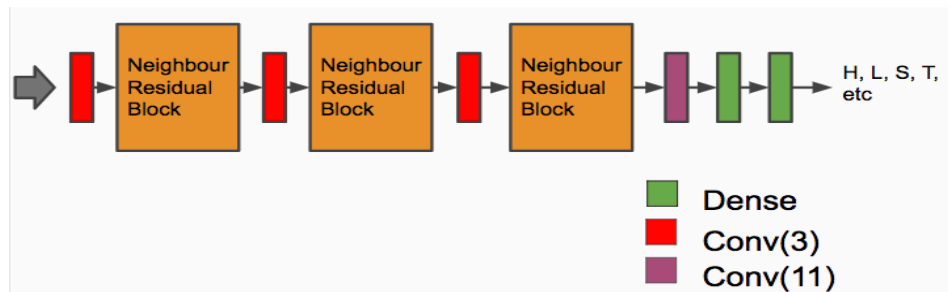 Neighbour
Residual
Block
Neighbour
Residual
Block
Neighbour
Residual
Block
H, L, S, T,
etc
Dense
Conv(3)
Conv(11)